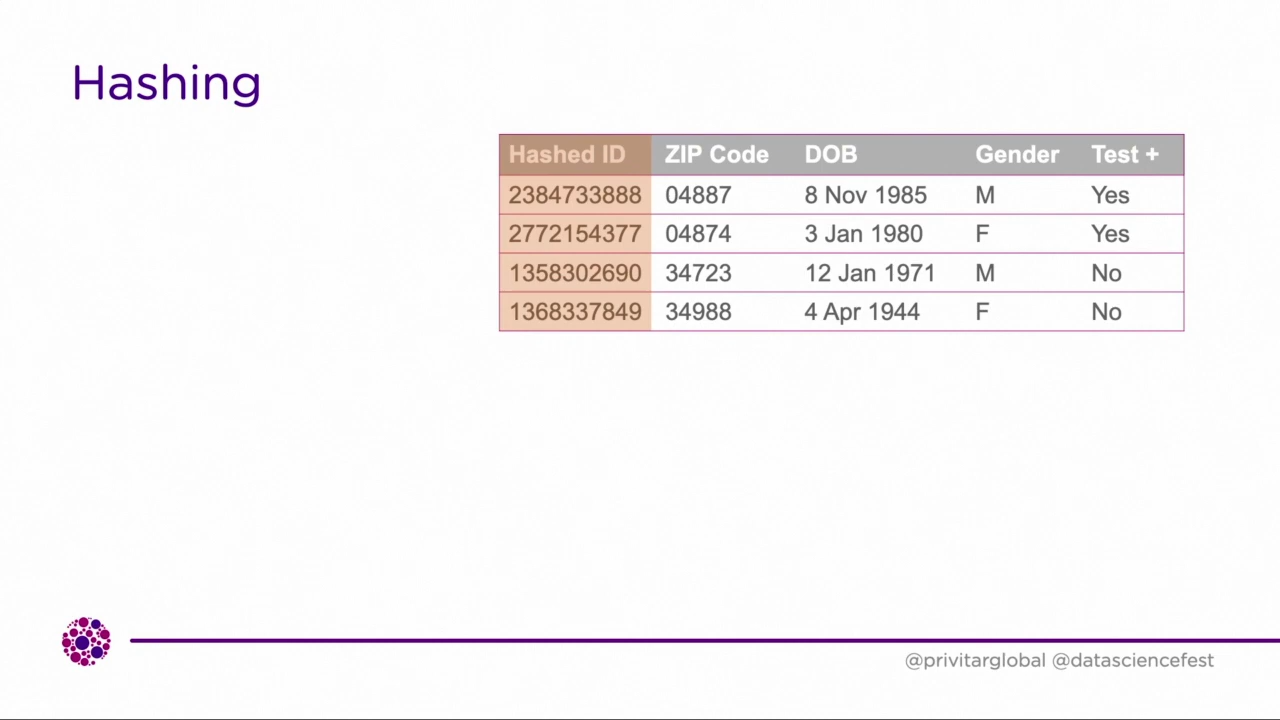 Hashing
Hashed ID ZIP Code DOB Gender Test +
2384733888 04887 8 Nov 1985 M Yes
2772154377 04874 3 Jan 1980 F Yes
1358302690 34723 12 Jan 1971 M No
1368337849 34988 4 Apr 1944 F No
@privitarglobal @datasciencefest